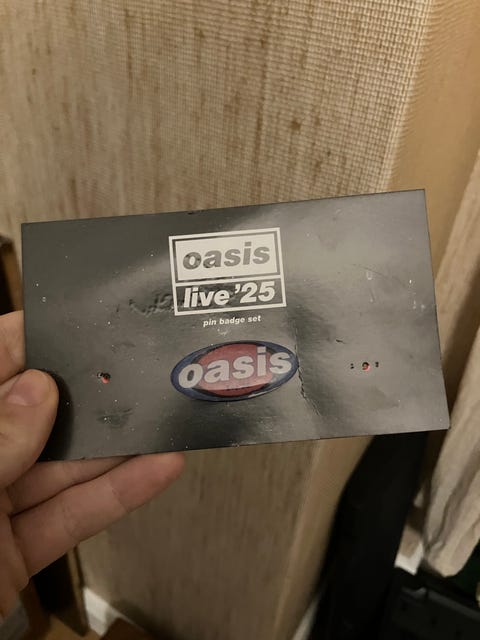 oasis
live '25
pin badge set
oasis